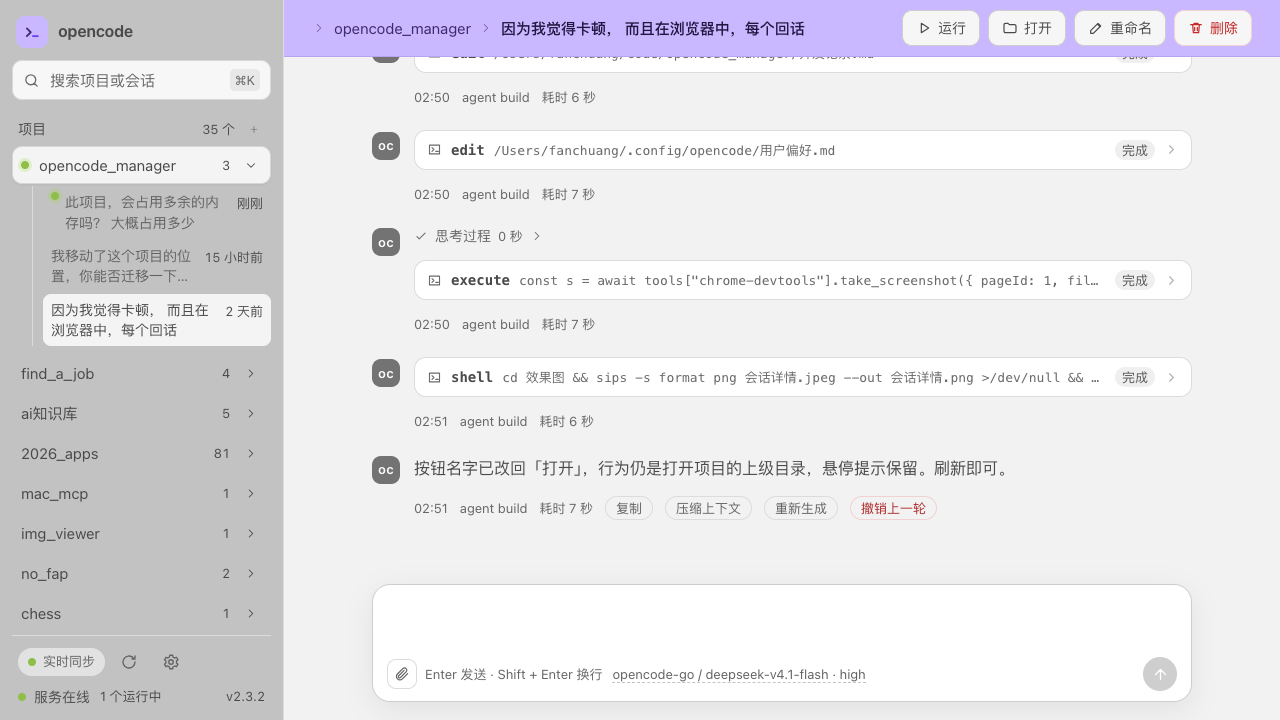 opencode
搜索项目或会话 ⌘K
项目 35 个 +
opencode_manager 3
此项目，会占用多余的内存吗？ 大概占用多少 刚刚
我移动了这个项目的位置，你能否迁移一下... 15 小时前
因为我觉得卡顿， 而且在浏览器中，每个回话 2 天前
find_a_job 4
ai知识库 5
2026_apps 81
mac_mcp 1
img_viewer 1
no_fap 2
chess 1
实时同步
服务在线 1 个运行中 v2.3.2
opencode_manager 因为我觉得卡顿， 而且在浏览器中，每个回话
运行 打开 重命名 删除
02:50 agent build 耗时 6 秒
oc edit /Users/fanchuang/.config/opencode/用户偏好.md 完成
02:50 agent build 耗时 7 秒
oc 思考过程 0 秒
execute const s = await tools["chrome-devtools"].take_screenshot({ pageId: 1, fil… 完成
02:50 agent build 耗时 7 秒
oc shell cd 效果图 && sips -s format png 会话详情.jpeg --out 会话详情.png >/dev/null && … 完成
02:51 agent build 耗时 6 秒
oc 按钮名字已改回「打开」，行为仍是打开项目的上级目录，悬停提示保留。刷新即可。
02:51 agent build 耗时 7 秒 复制 压缩上下文 重新生成 撤销上一轮
Enter 发送 · Shift + Enter 换行 opencode-go / deepseek-v4.1-flash · high